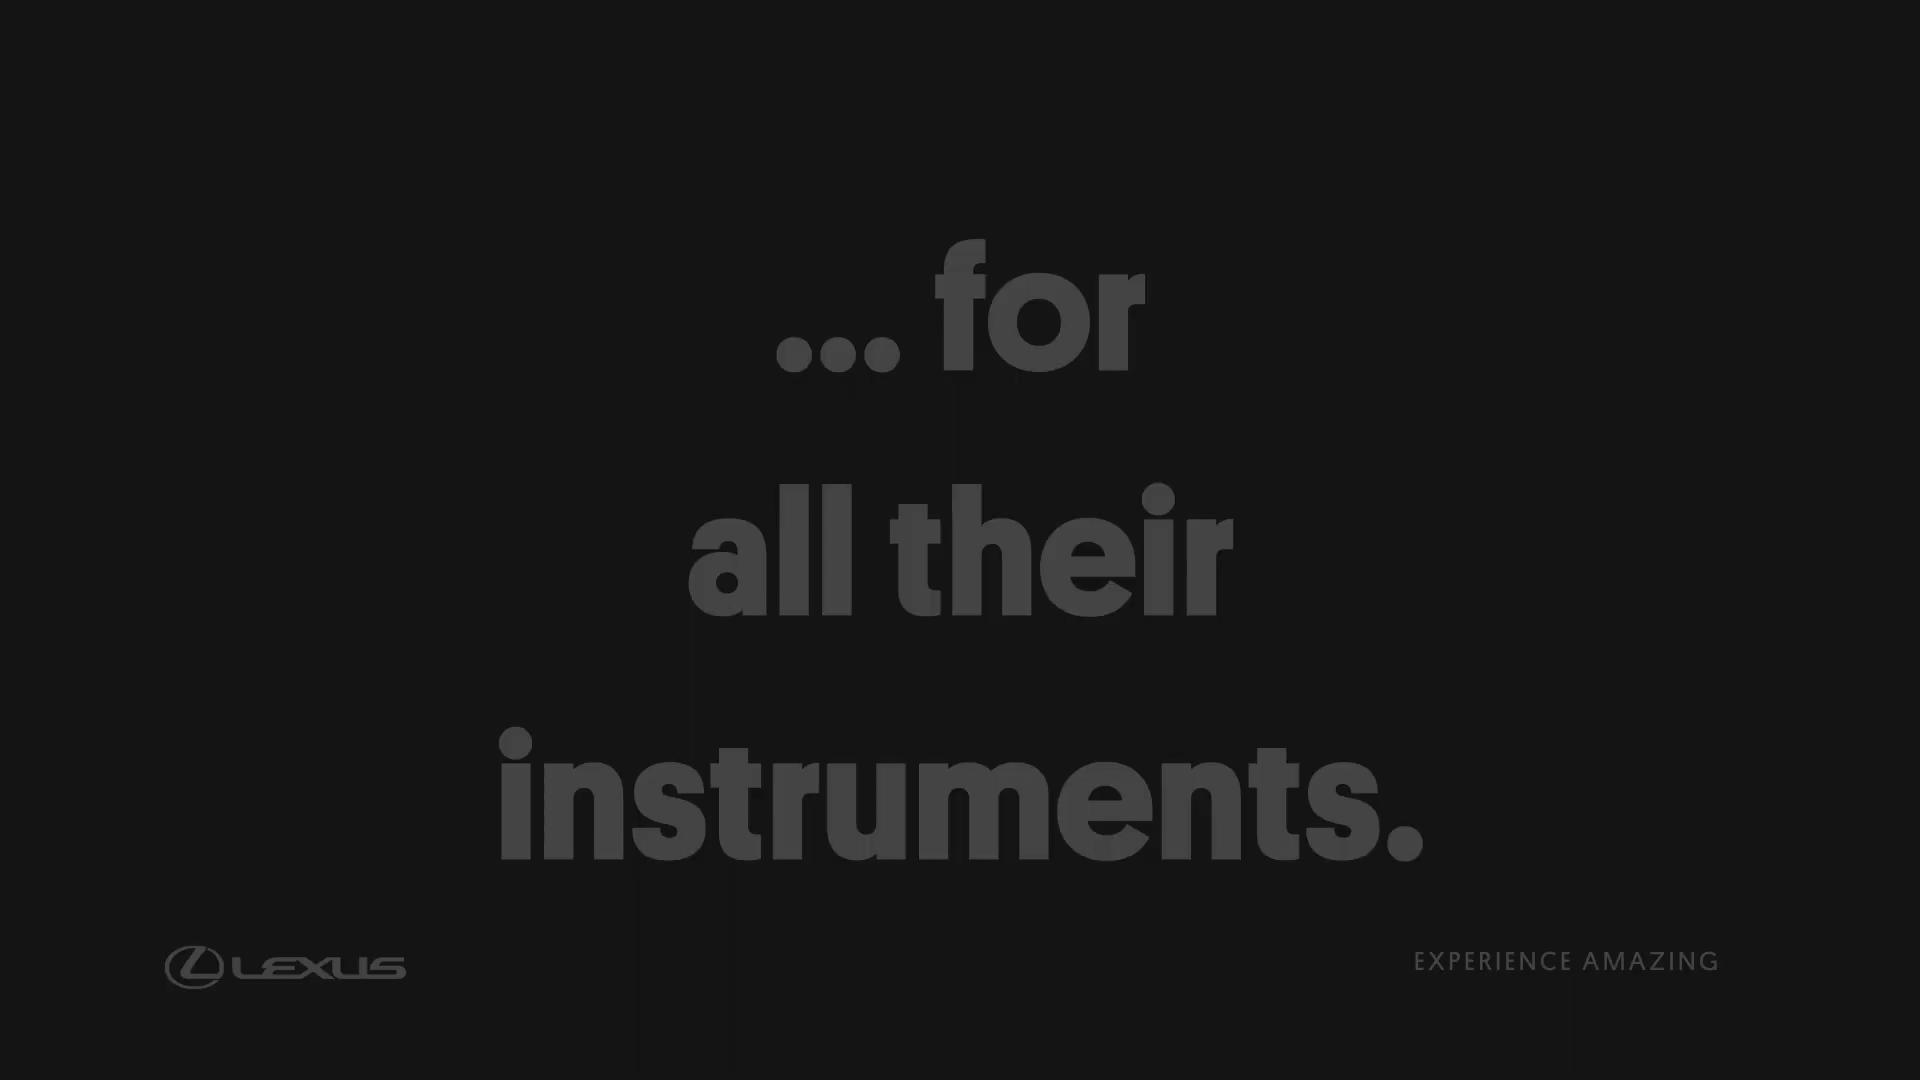 ... for
all their
instruments.
LEXUS
EXPERIENCE AMAZING